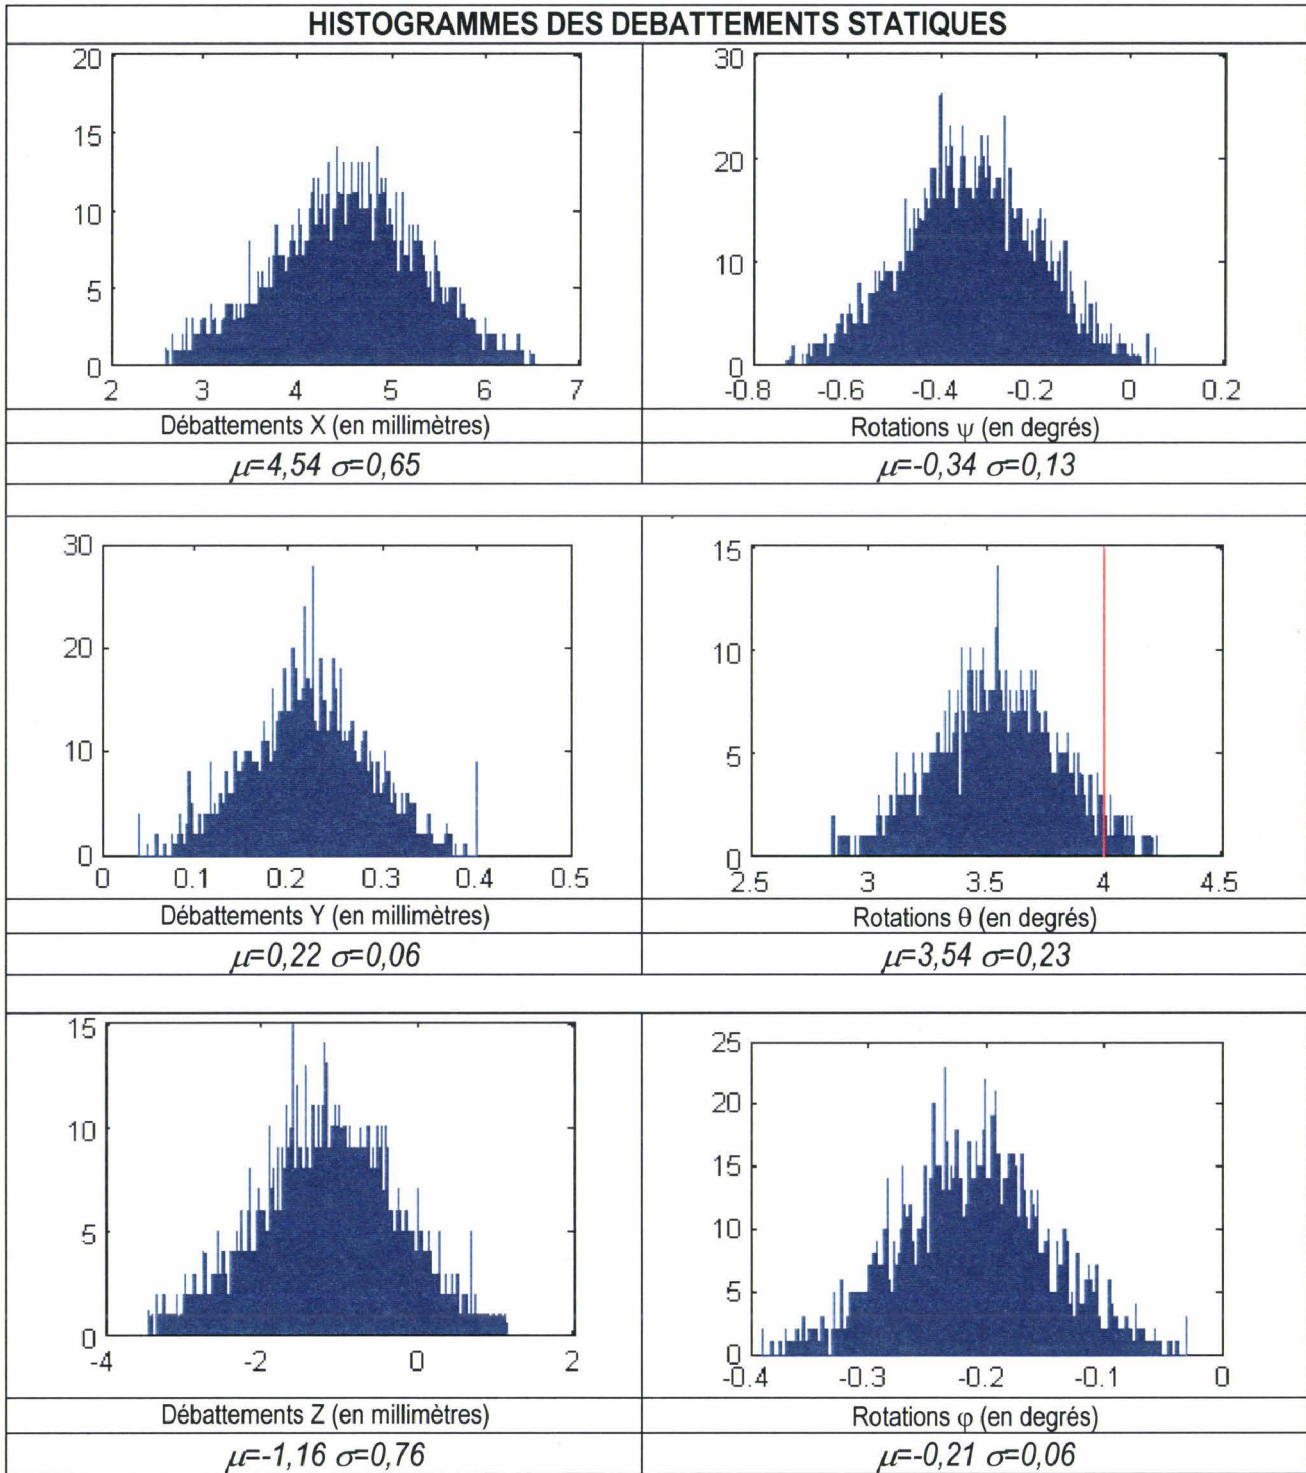 HISTOGRAMMES DES DEBATTEMENTS STATIQUES
20
15
10
5
0
2 3 4 5 6 7
Débattements X (en millimètres)
μ=4,54 σ=0,65
30
20
10
0
-0.8 -0.6 -0.4 -0.2 0 0.2
Rotations ψ (en degrés)
μ=-0,34 σ=0,13
30
20
10
0
0 0.1 0.2 0.3 0.4 0.5
Débattements Y (en millimètres)
μ=0,22 σ=0,06
15
10
5
0
2.5 3 3.5 4 4.5
Rotations θ (en degrés)
μ=3,54 σ=0,23
15
10
5
0
-4 -2 0 2
Débattements Z (en millimètres)
μ=-1,16 σ=0,76
25
20
15
10
5
0
-0.4 -0.3 -0.2 -0.1 0
Rotations φ (en degrés)
μ=-0,21 σ=0,06